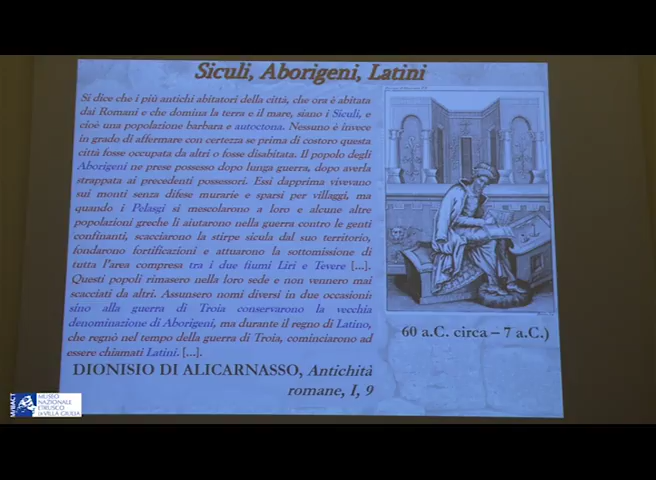 Siculi, Aborigeni, Latini
Si dice che i più antichi abitatori della città, che ora è abitata
dai Romani e che domina la terra e il mare, siano i Siculi, e
cioè una popolazione barbara e autoctona. Nessuno è invece
in grado di affermare con certezza se prima di costoro questa
città fosse occupata da altri o fosse disabitata. Il popolo degli
Aborigeni ne prese possesso dopo lunga guerra, dopo averla
strappata ai precedenti possessori. Essi dapprima vivevano
sui monti senza difese murarie e sparsi per villaggi, ma
quando i Pelasgi si mescolarono a loro e alcune altre
popolazioni greche li aiutarono nella guerra contro le genti
confinanti, scacciarono la stirpe sicula dal suo territorio,
fondarono fortificazioni e attuarono la sottomissione di
tutta l'area compresa tra i due fiumi Liri e Tevere [...].
Questi popoli rimasero nella loro sede e non vennero mai
scacciati da altri. Assunsero nomi diversi in due occasioni:
sino alla guerra di Troia conservarono la vecchia
denominazione di Aborigeni, ma durante il regno di Latino,
che regnò nel tempo della guerra di Troia, cominciarono ad
essere chiamati Latini. [...].
DIONISIO DI ALICARNASSO, Antichità
romane, I, 9
60 a.C. circa – 7 a.C.)
MiBACT
MUSEO
NAZIONALE
ETRUSCO
DI VILLA GIULIA